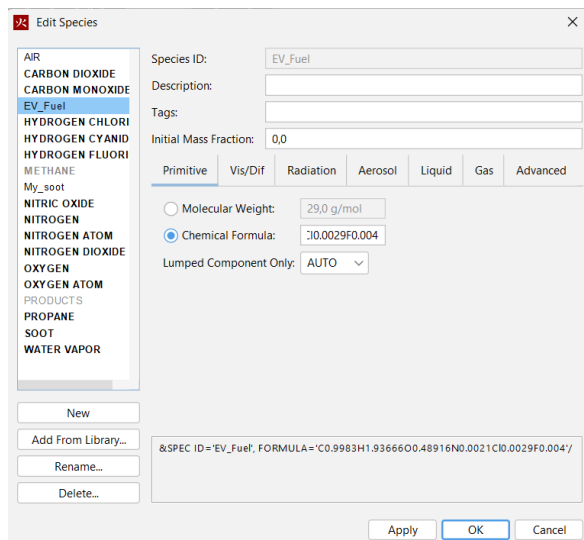 火 Edit Species
AIR
CARBON DIOXIDE
CARBON MONOXIDE
EV_Fuel
HYDROGEN CHLORI
HYDROGEN CYANID
HYDROGEN FLUORI
METHANE
My_soot
NITRIC OXIDE
NITROGEN
NITROGEN ATOM
NITROGEN DIOXIDE
OXYGEN
OXYGEN ATOM
PRODUCTS
PROPANE
SOOT
WATER VAPOR
New
Add From Library...
Rename...
Delete...
Species ID: EV_Fuel
Description:
Tags:
Initial Mass Fraction: 0,0
Primitive Vis/Dif Radiation Aerosol Liquid Gas Advanced
Molecular Weight: 29,0 g/mol
Chemical Formula: Cl0.0029F0.004
Lumped Component Only: AUTO
&SPEC ID='EV_Fuel', FORMULA='C0.9983H1.93666O0.48916N0.0021Cl0.0029F0.004'/
Apply OK Cancel